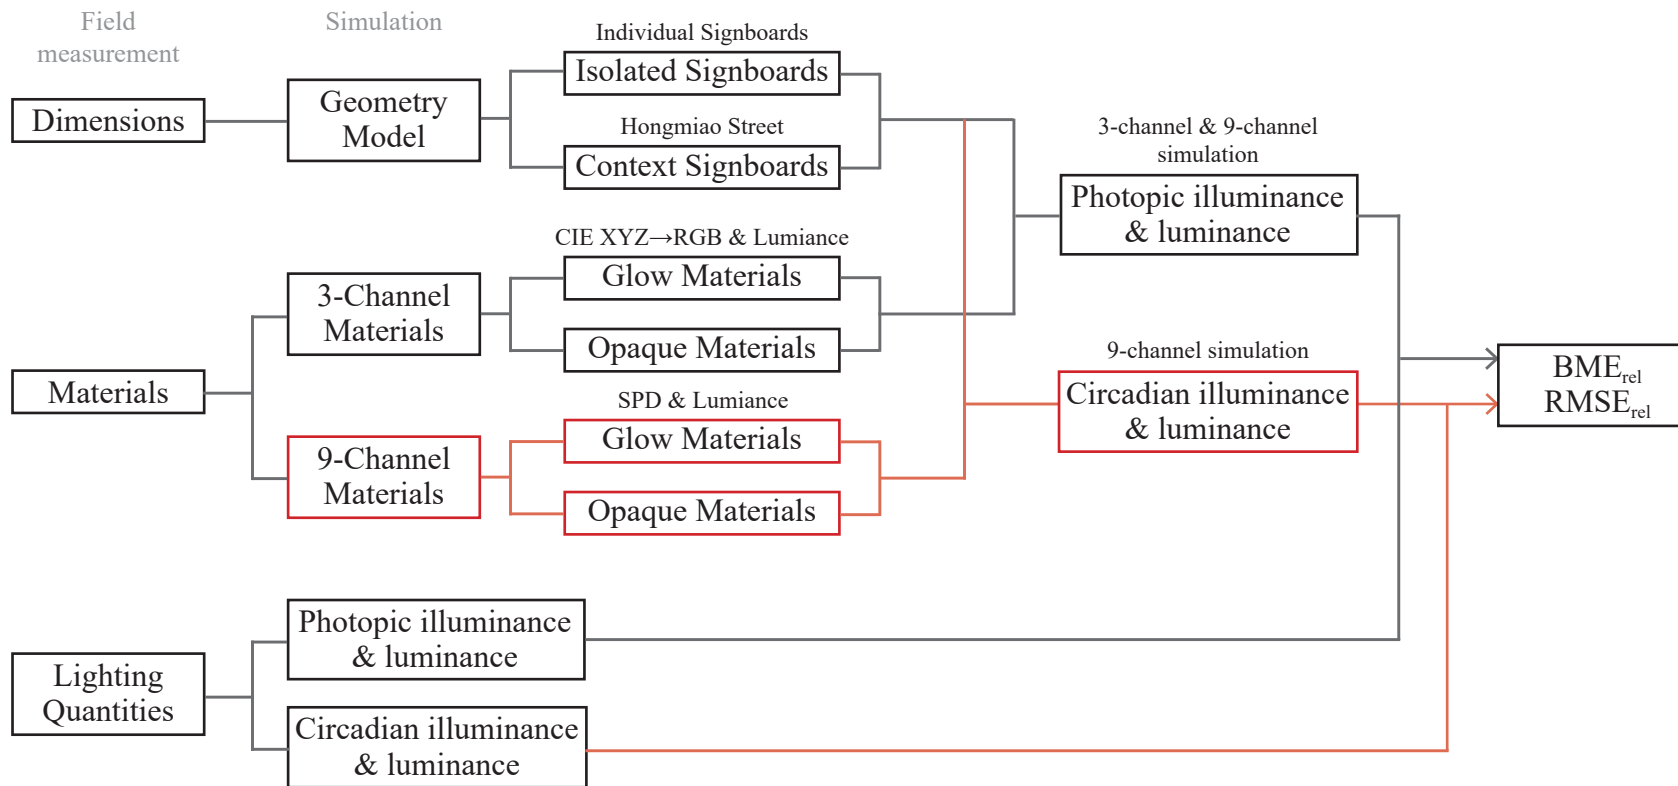 Field
measurement
Simulation
Individual Signboards
Isolated Signboards
Dimensions
Geometry
Model
Hongmiao Street
Context Signboards
3-channel & 9-channel
simulation
Photopic illuminance
& luminance
CIE XYZ→RGB & Lumiance
Glow Materials
3-Channel
Materials
Opaque Materials
9-channel simulation
Circadian illuminance
& luminance
BMErel
RMSErel
Materials
SPD & Lumiance
Glow Materials
9-Channel
Materials
Opaque Materials
Photopic illuminance
& luminance
Lighting
Quantities
Circadian illuminance
& luminance